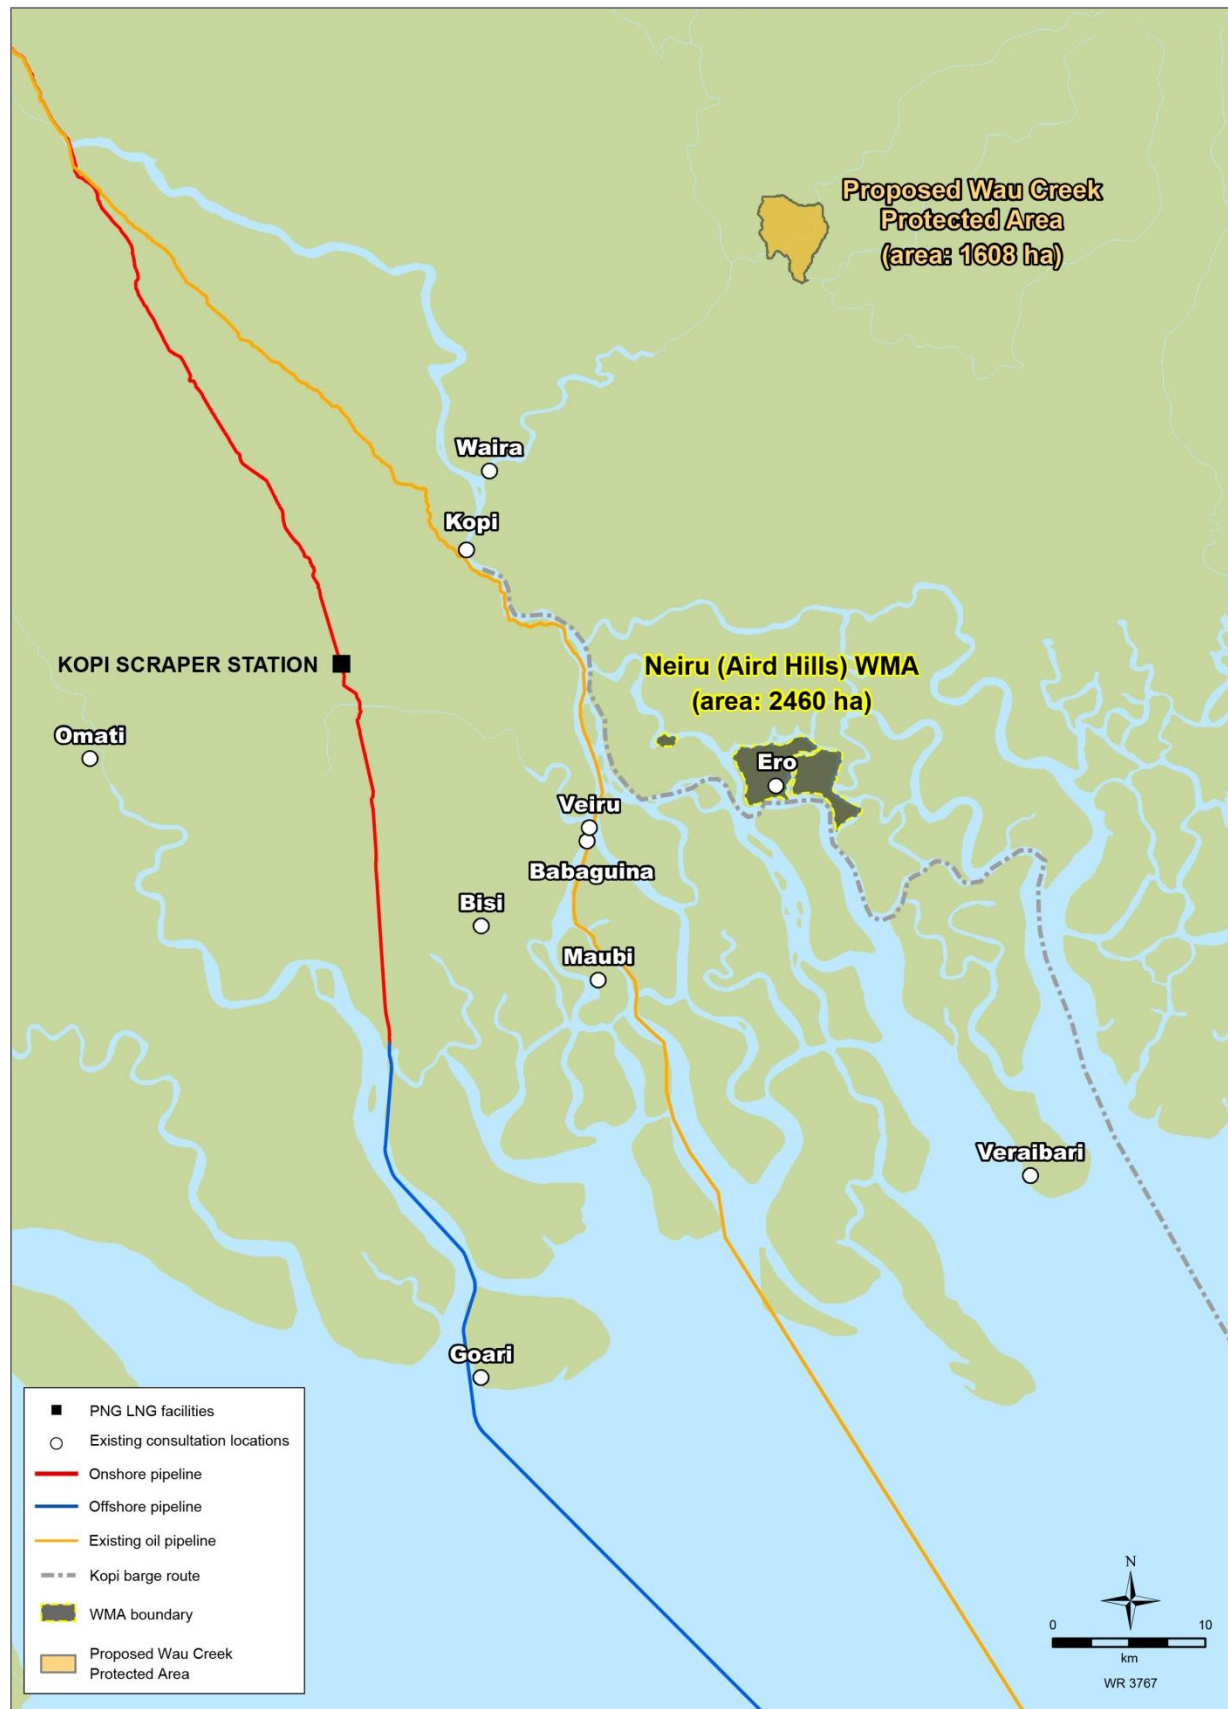 Proposed Wau Creek
Protected Area
(area: 1608 ha)
Waira
Kopi
KOPI SCRAPER STATION
Neiru (Aird Hills) WMA
(area: 2460 ha)
Omati
Ero
Veiru
Babaguina
Bisi
Maubi
Veraibari
Goari
PNG LNG facilities
Existing consultation locations
Onshore pipeline
Offshore pipeline
Existing oil pipeline
Kopi barge route
WMA boundary
Proposed Wau Creek
Protected Area
N
0 10
km
WR 3767